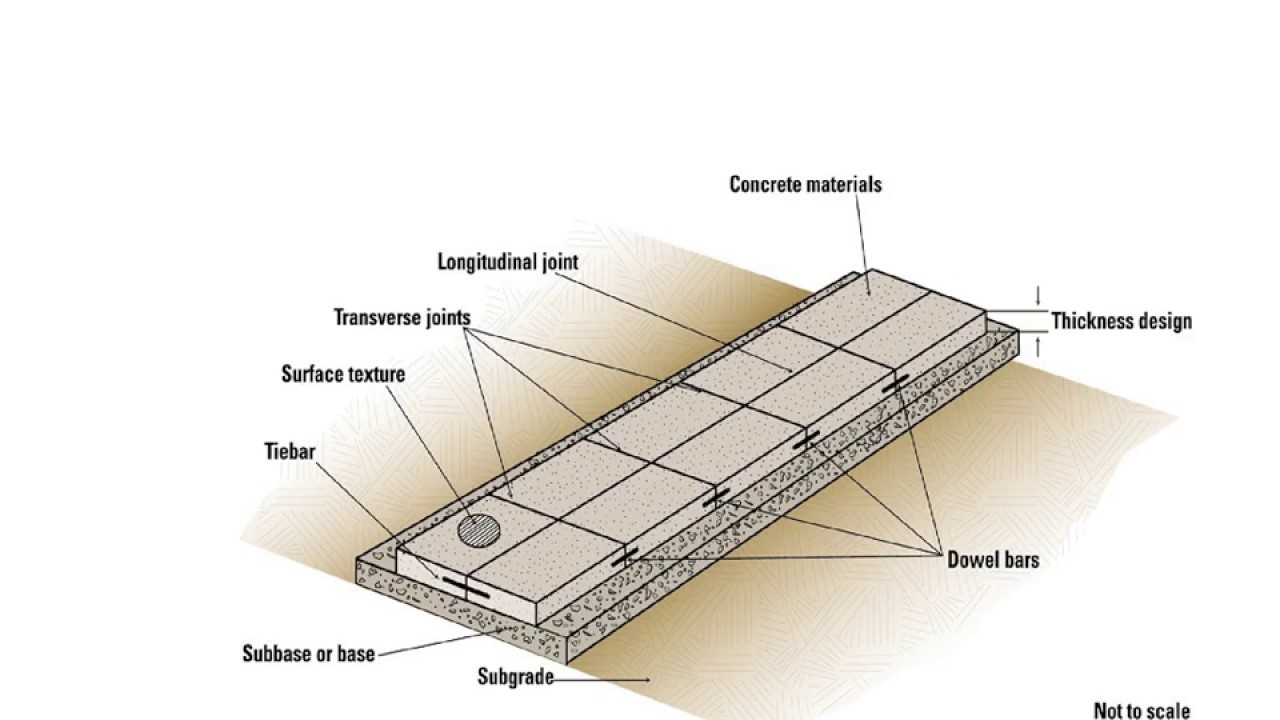 Concrete materials
Longitudinal joint
Transverse joints
Thickness design
Surface texture
Tiebar
Dowel bars
Subbase or base
Subgrade
Not to scale